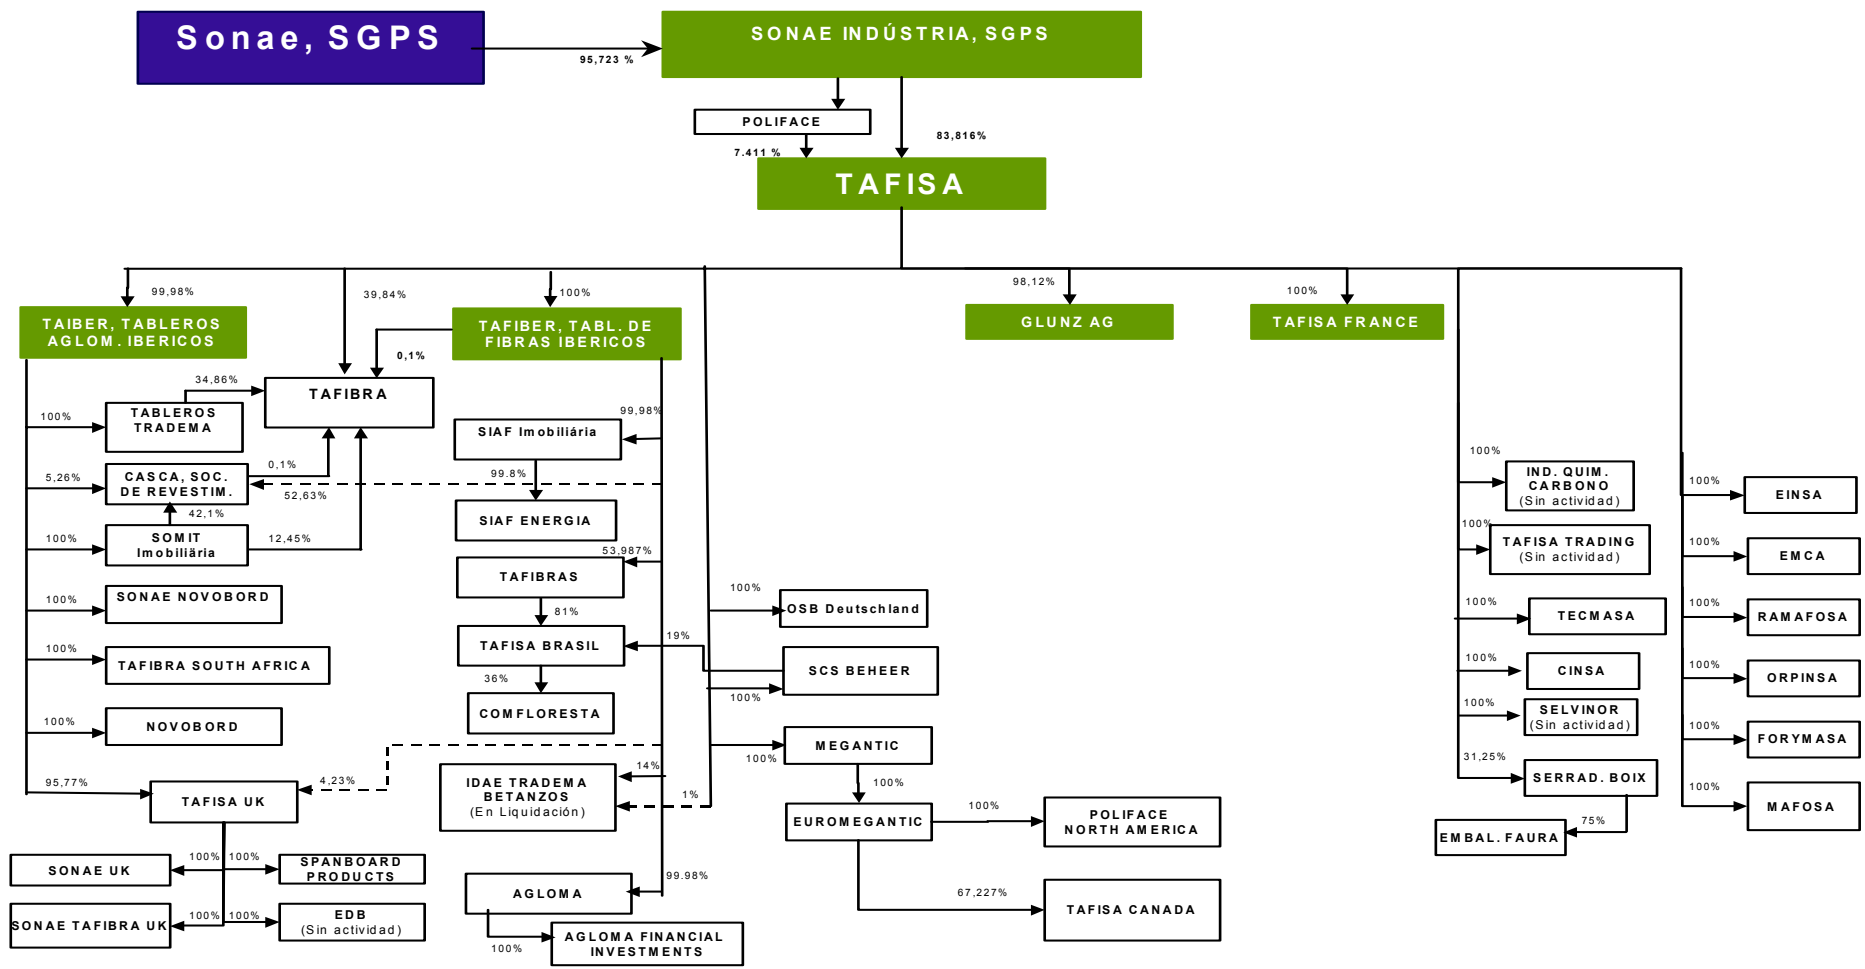 Sonae, SGPS
95,723 %
SONAE INDÚSTRIA, SGPS
POLIFACE
7.411 %
83,816%
TAFISA
99,98%
39,84%
100%
98,12%
100%
TAIBER, TABLEROS
AGLOM. IBERICOS
TAFIBER, TABL. DE
FIBRAS IBERICOS
GLUNZ AG
TAFISA FRANCE
0,1%
34,86%
TAFIBRA
100%
TABLEROS
TRADEMA
5,26%
CASCA, SOC.
DE REVESTIM.
0,1%
52,63%
42,1%
100%
SOMIT
Imobiliäria
12,45%
100%
SONAE NOVOBORD
100%
TAFIBRA SOUTH AFRICA
100%
NOVOBORD
95,77%
TAFISA UK
4,23%
100%
100%
SONAE UK
SPANBOARD
PRODUCTS
100%
100%
SONAE TAFIBRA UK
EDB
(Sin actividad)
99,98%
SIAF Imobiliária
99.8%
SIAF ENERGIA
53,987%
TAFIBRAS
81%
TAFISA BRASIL
19%
36%
COMFLORESTA
14%
IDAE TRADEMA
BETANZOS
(En Liquidación)
1%
99.98%
AGLOMA
100%
AGLOMA FINANCIAL
INVESTMENTS
100%
OSB Deutschland
SCS BEHEER
100%
MEGANTIC
100%
100%
EUROMEGANTIC
100%
POLIFACE
NORTH AMERICA
67,227%
TAFISA CANADA
100%
IND. QUIM.
CARBONO
(Sin actividad)
100%
TAFISA TRADING
(Sin actividad)
100%
TECMASA
100%
CINSA
100%
SELVINOR
(Sin actividad)
31,25%
SERRAD. BOIX
75%
EMBAL. FAURA
100%
EINSA
100%
EMCA
100%
RAMAFOSA
100%
ORPINSA
100%
FORYMASA
100%
MAFOSA